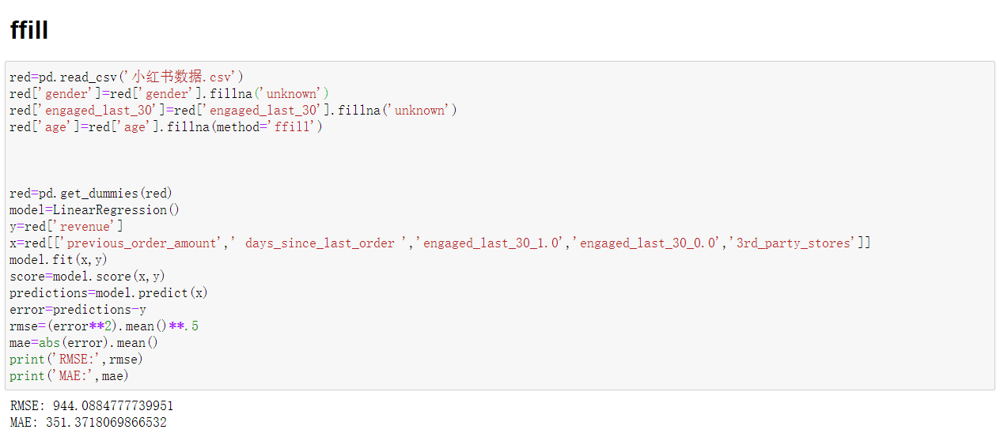 ffill
red=pd.read_csv('小红书数据.csv')
red['gender']=red['gender'].fillna('unknown')
red['engaged_last_30']=red['engaged_last_30'].fillna('unknown')
red['age']=red['age'].fillna(method='ffill')
red=pd.get_dummies(red)
model=LinearRegression()
y=red['revenue']
x=red[['previous_order_amount',' days_since_last_order ','engaged_last_30_1.0','engaged_last_30_0.0','3rd_party_stores']]
model.fit(x,y)
score=model.score(x,y)
predictions=model.predict(x)
error=predictions-y
rmse=(error**2).mean()**.5
mae=abs(error).mean()
print('RMSE:',rmse)
print('MAE:',mae)
RMSE: 944.0884777739951
MAE: 351.3718069866532